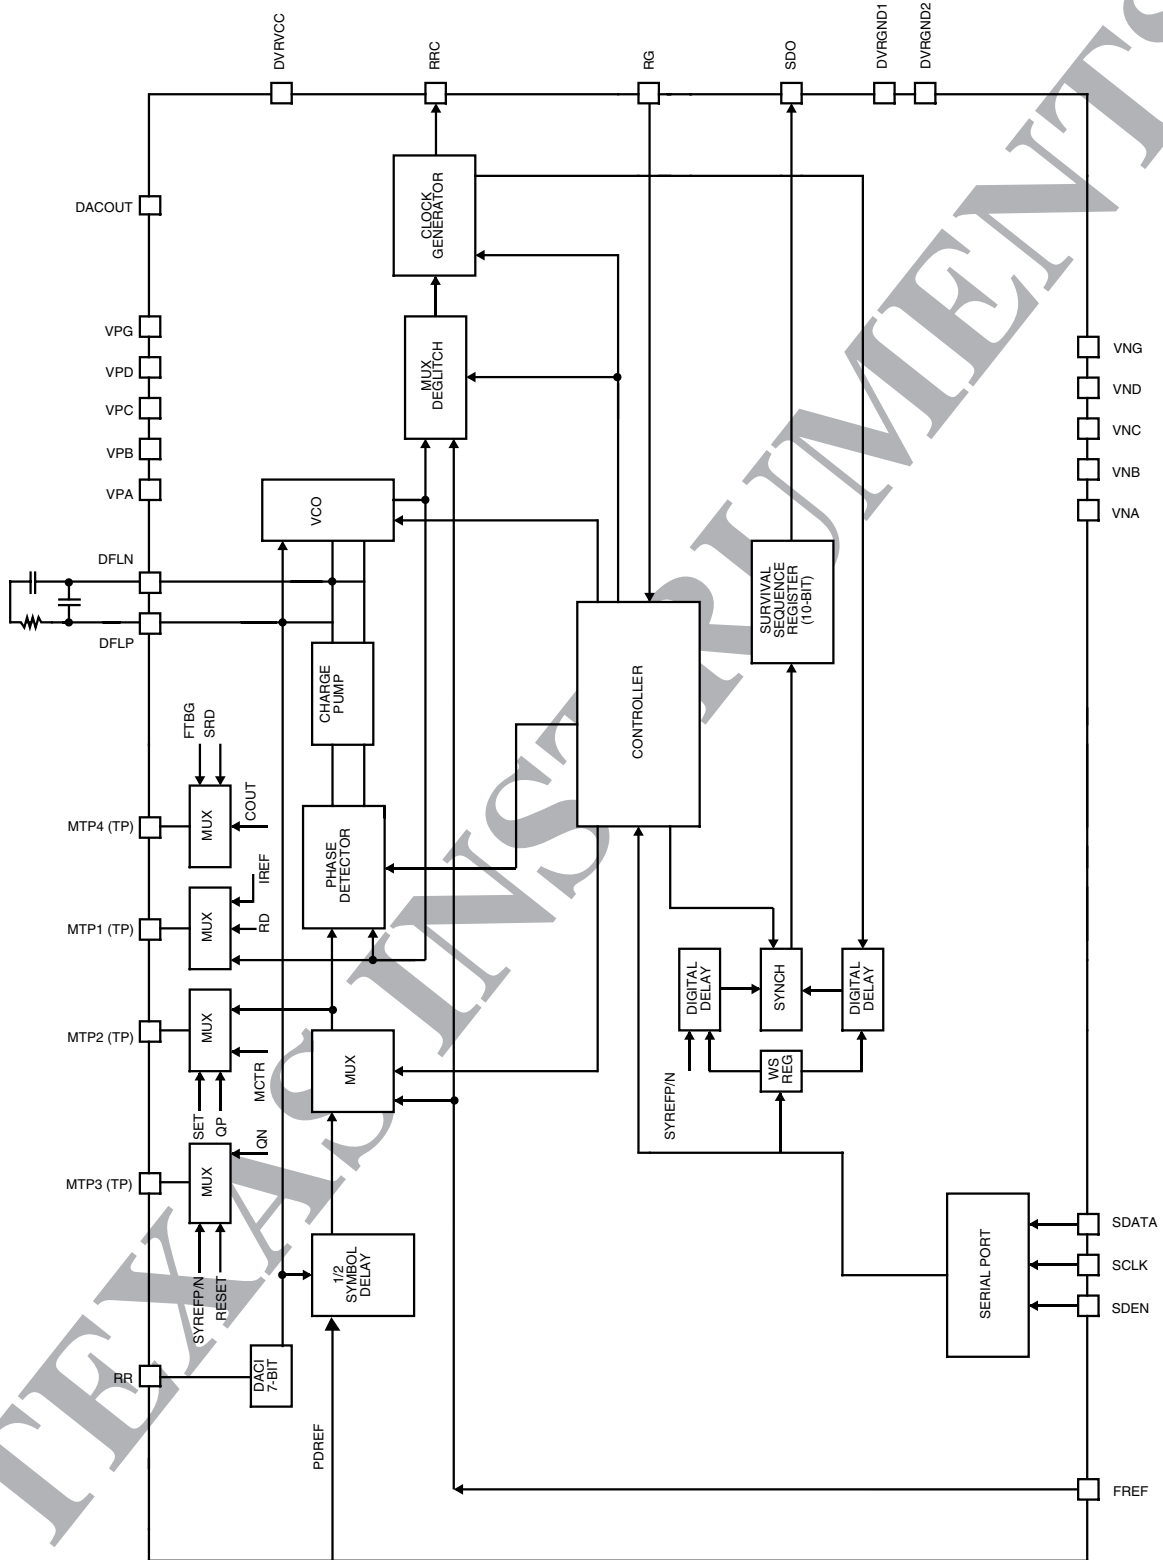 DVRVCC
RRC
RG
SDO
DVRGND1
DVRGND2
DACOUT
CLOCK
GENERATOR
VPG
VPD
VPC
VPB
VPA
MUX
DEGLITCH
VNG
VND
VNC
VNB
VNA
VCO
DFLN
DFLP
SURVIVAL
SEQUENCE
REGISTER
(10-BIT)
CHARGE
PUMP
CONTROLLER
FTBG
SRD
MTP4 (TP)
MUX
COUT
PHASE
DETECTOR
IREF
MTP1 (TP)
MUX
RD
MTP2 (TP)
MUX
MCTR
SET
QP
MUX
DIGITAL
DELAY
SYNCH
DIGITAL
DELAY
WS
REG
SYREFP/N
MTP3 (TP)
MUX
QN
SYREFP/N
RESET
1/2
SYMBOL
DELAY
SERIAL PORT
SDATA
SCLK
SDEN
RR
DACI
7-BIT
PDREF
FREF
TEXAS INSTRUMENTS